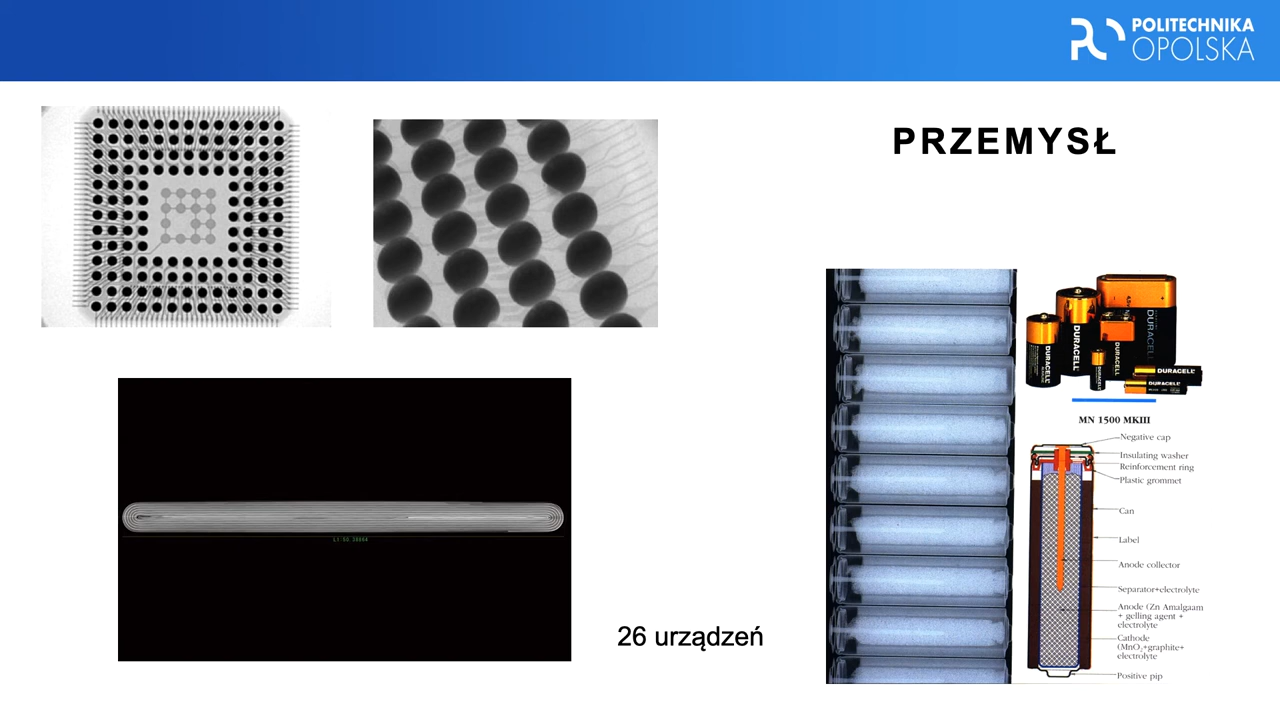 POLITECHNIKA
OPOLSKA
PRZEMYSŁ
DURACELL
DURACELL
DURACELL
DURACELL
DURACELL
DURACELL
MN 1500 MKIII
Negative cap
Insulating washer
Reinforcement ring
Plastic grommet
Can
Label
Anode collector
Separator+electrolyte
Anode (Zn Amalgaam
+ gelling agent +
electrolyte
Cathode
(MnO₂+graphite+
electrolyte
Positive pip
26 urządzeń